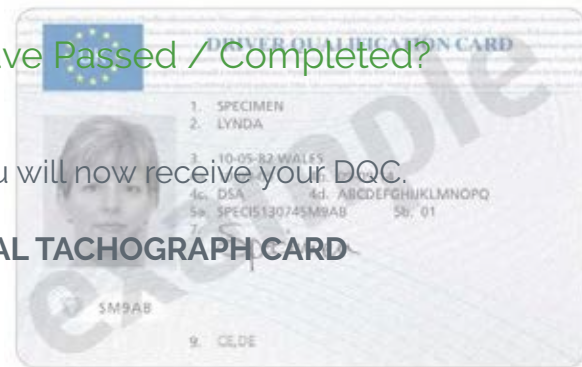 DRIVER QUALIFICATION CARD
ve Passed / Completed?
1. SPECIMEN
2. LYNDA
3. 10-05-82 WALES
u will now receive your DQC.
4c. DSA 4d. ABCDEFGHIJKLMNOPQ
5a. SPECI5130745M9AB 5b. 01
7.
AL TACHOGRAPH CARD
SM9AB
9. CE,DE
example